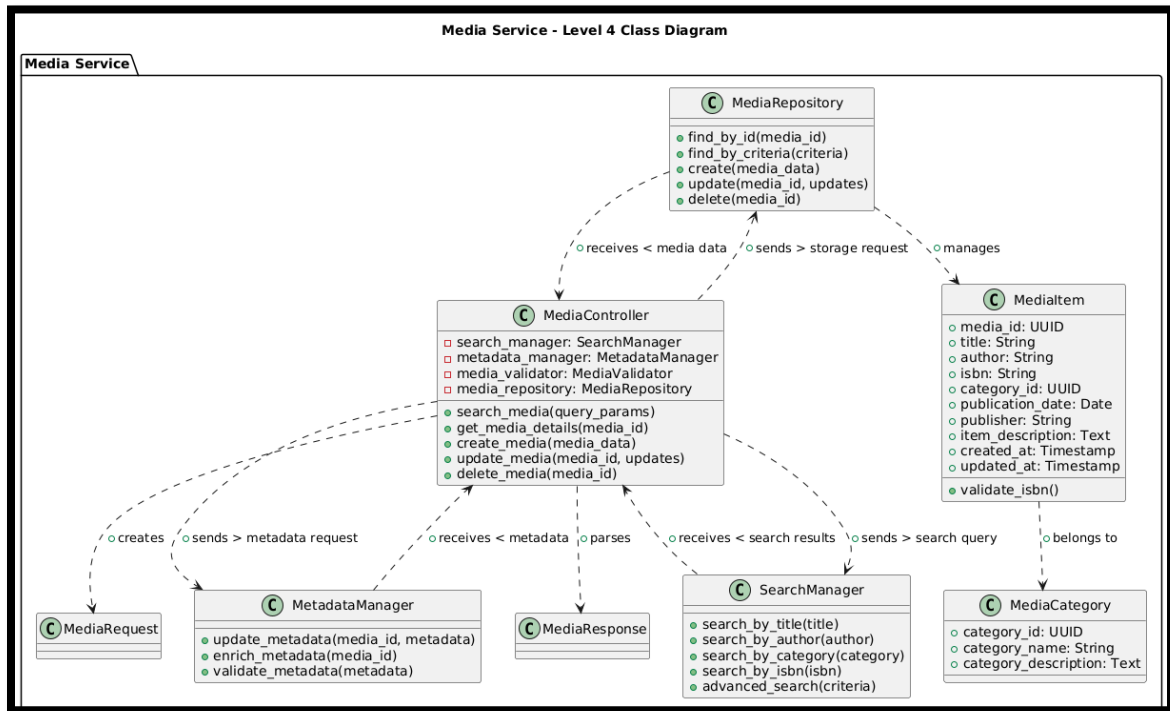 Media Service - Level 4 Class Diagram
Media Service
C MediaRepository
find_by_id(media_id)
find_by_criteria(criteria)
create(media_data)
update(media_id, updates)
delete(media_id)
receives < media data
sends > storage request
manages
C MediaController
search_manager: SearchManager
metadata_manager: MetadataManager
media_validator: MediaValidator
media_repository: MediaRepository
search_media(query_params)
get_media_details(media_id)
create_media(media_data)
update_media(media_id, updates)
delete_media(media_id)
C MediaItem
media_id: UUID
title: String
author: String
isbn: String
category_id: UUID
publication_date: Date
publisher: String
item_description: Text
created_at: Timestamp
updated_at: Timestamp
validate_isbn()
creates
sends > metadata request
receives < metadata
parses
receives < search results
sends > search query
belongs to
C MediaRequest
C MetadataManager
update_metadata(media_id, metadata)
enrich_metadata(media_id)
validate_metadata(metadata)
C MediaResponse
C SearchManager
search_by_title(title)
search_by_author(author)
search_by_category(category)
search_by_isbn(isbn)
advanced_search(criteria)
C MediaCategory
category_id: UUID
category_name: String
category_description: Text